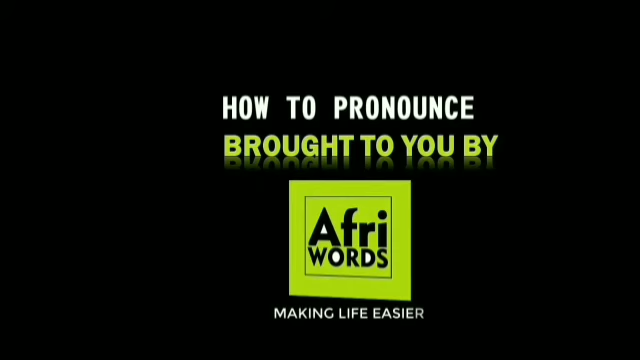 HOW TO PRONOUNCE
BROUGHT TO YOU BY
Afri
WORDS
MAKING LIFE EASIER